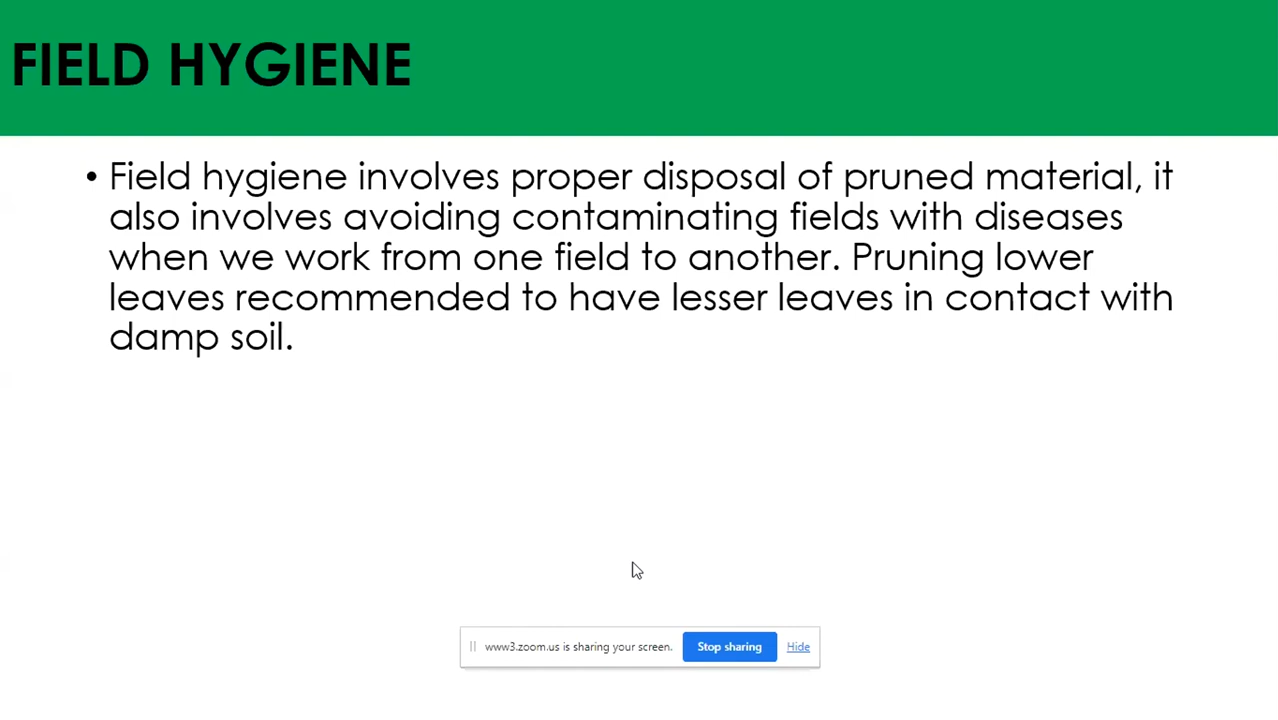 FIELD HYGIENE
• Field hygiene involves proper disposal of pruned material, it
also involves avoiding contaminating fields with diseases
when we work from one field to another. Pruning lower
leaves recommended to have lesser leaves in contact with
damp soil.
www3.zoom.us is sharing your screen. Stop sharing Hide